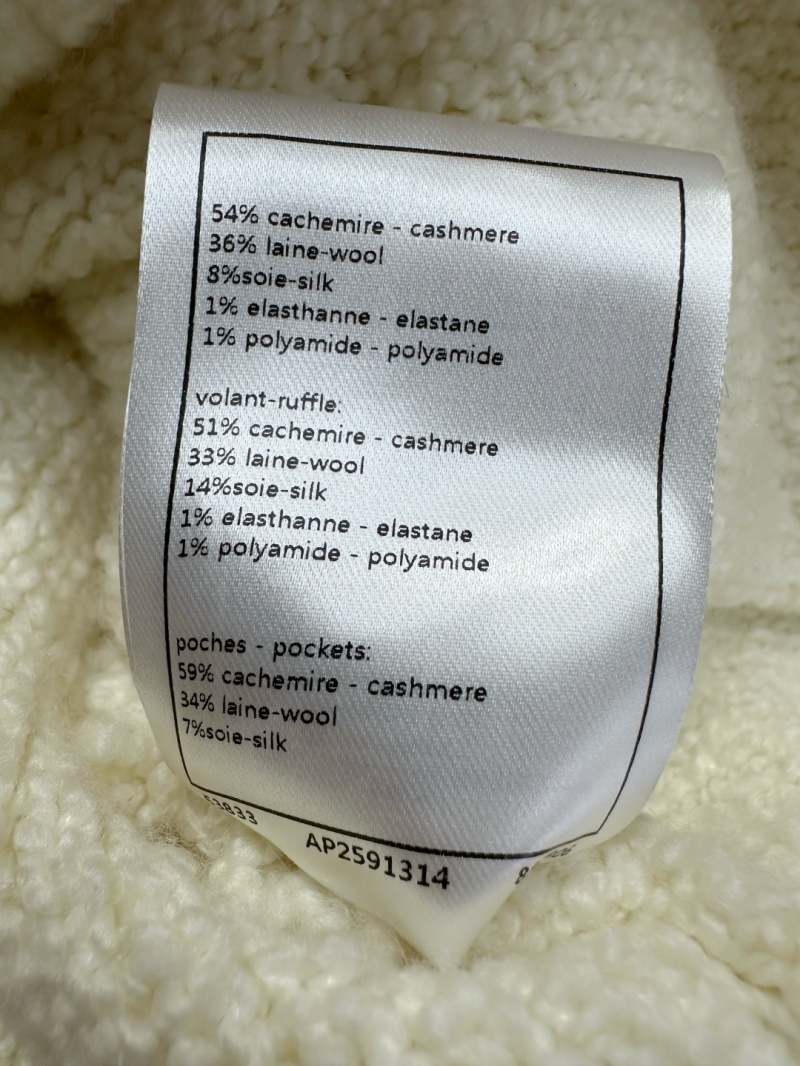 54% cachemire - cashmere
36% laine-wool
8%soie-silk
1% elasthanne - elastane
1% polyamide - polyamide
volant-ruffle:
51% cachemire - cashmere
33% laine-wool
14%soie-silk
1% elasthanne - elastane
1% polyamide - polyamide
poches - pockets:
59% cachemire - cashmere
34% laine-wool
7%soie-silk
AP2591314